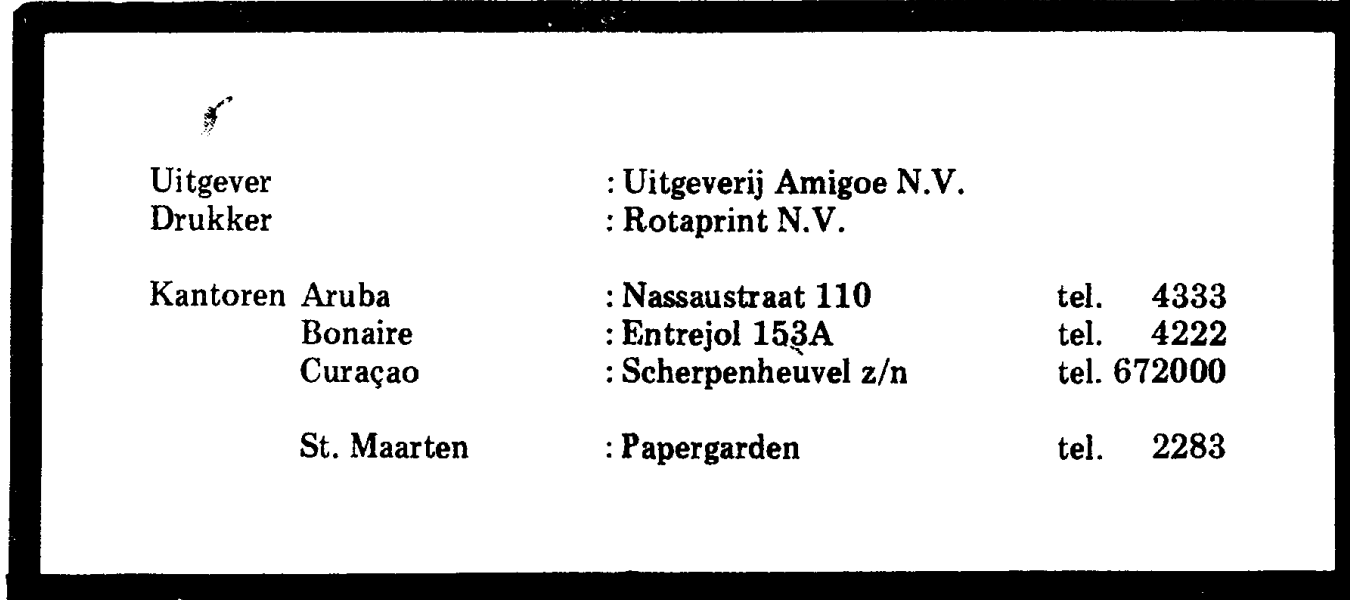 Uitgever : Uitgeverij Amigoe N.V.
Drukker : Rotaprint N.V.
Kantoren Aruba : Nassaustraat 110 tel. 4333
Bonaire : Entrejol 153A tel. 4222
Curaçao : Scherpenheuvel z/n tel. 672000
St. Maarten : Papergarden tel. 2283